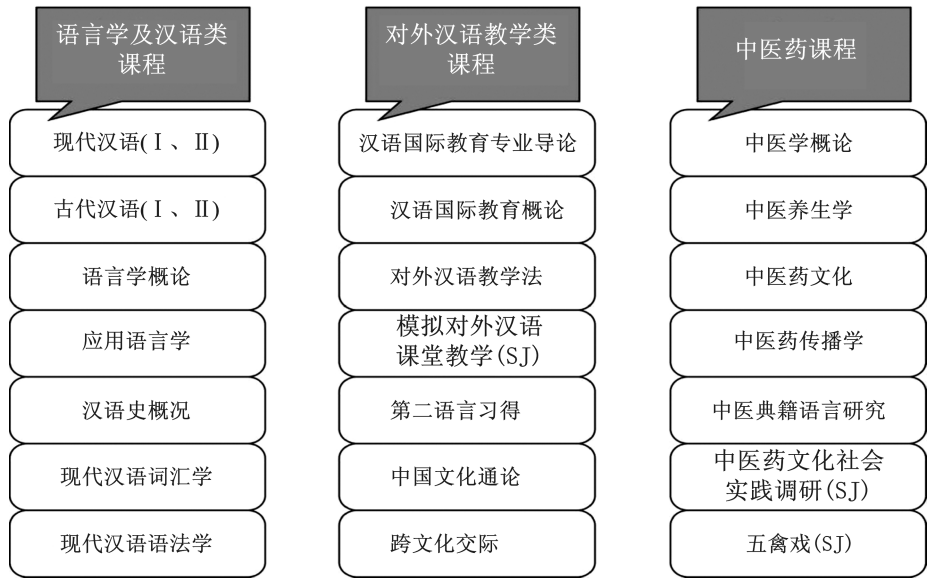 语言学及汉语类
课程
现代汉语(Ⅰ、Ⅱ)
古代汉语(Ⅰ、Ⅱ)
语言学概论
应用语言学
汉语史概况
现代汉语词汇学
现代汉语语法学
对外汉语教学类
课程
汉语国际教育专业导论
汉语国际教育概论
对外汉语教学法
模拟对外汉语
课堂教学(SJ)
第二语言习得
中国文化通论
跨文化交际
中医药课程
中医学概论
中医养生学
中医药文化
中医药传播学
中医典籍语言研究
中医药文化社会
实践调研(SJ)
五禽戏(SJ)